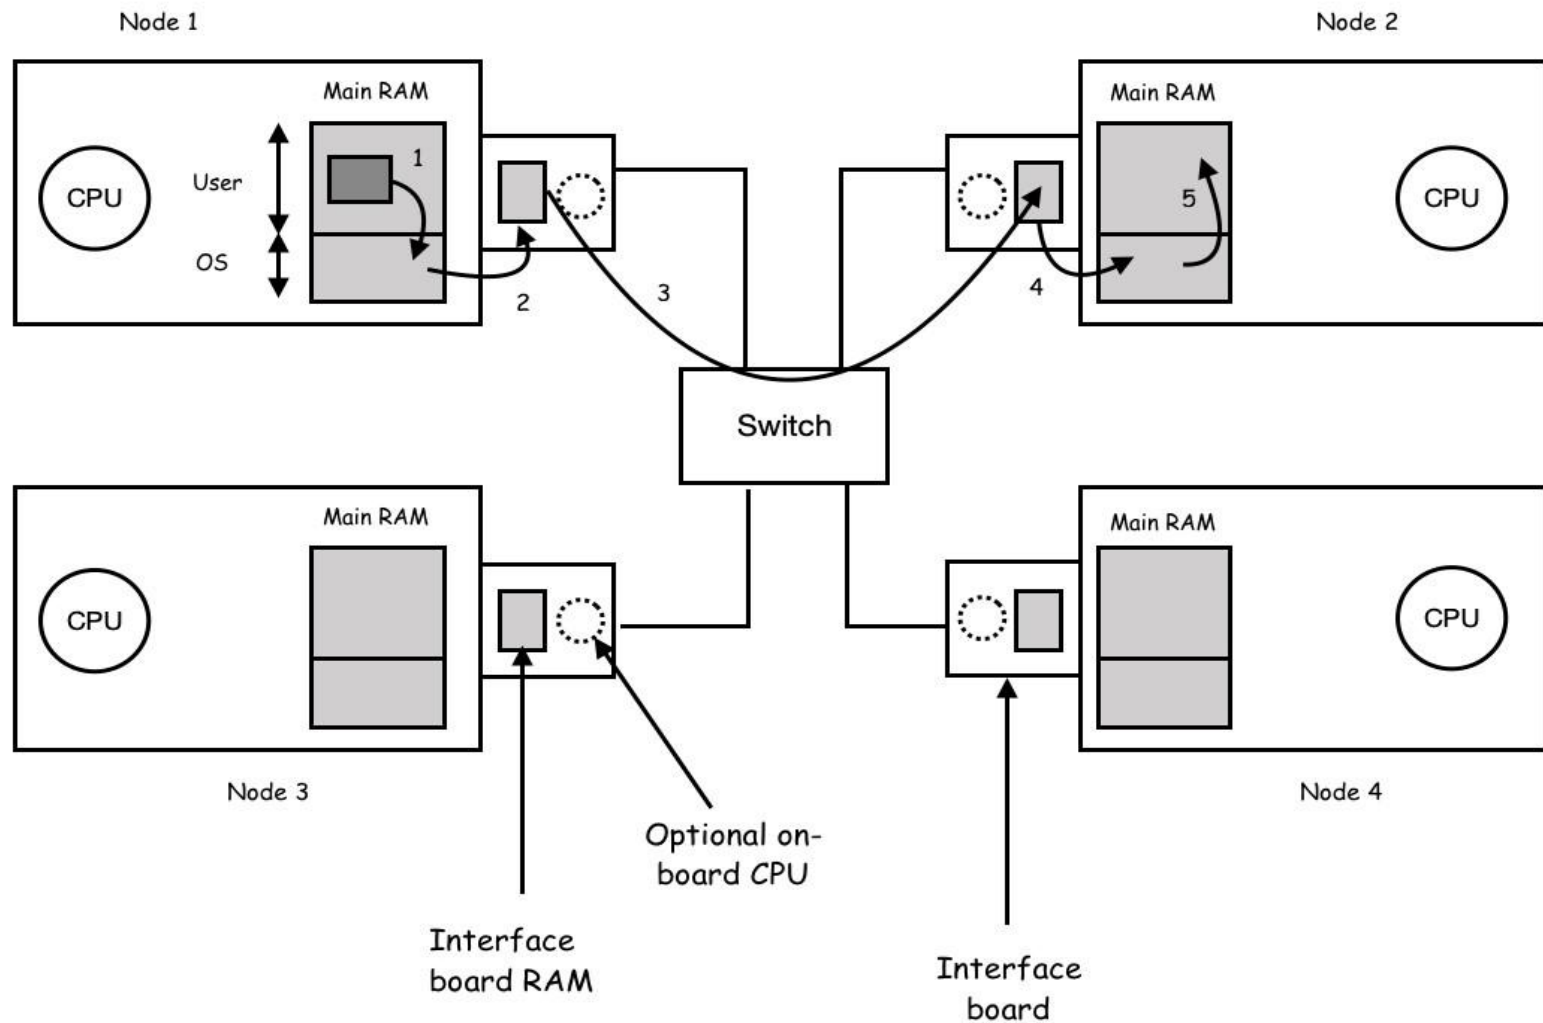 Node 1
Node 2
Main RAM
Main RAM
1
User
CPU
5
CPU
OS
2
3
4
Switch
Main RAM
Main RAM
CPU
CPU
Node 3
Node 4
Optional on-
board CPU
Interface
board RAM
Interface
board